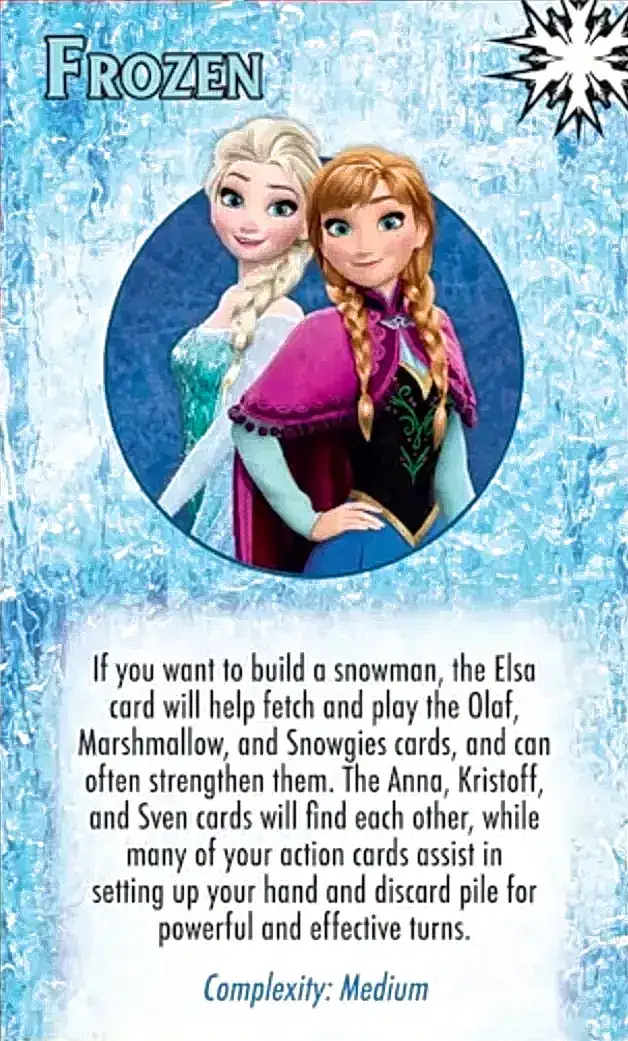 FROZEN
If you want to build a snowman, the Elsa
card will help fetch and play the Olaf,
Marshmallow, and Snowgies cards, and can
often strengthen them. The Anna, Kristoff,
and Sven cards will find each other, while
many of your action cards assist in
setting up your hand and discard pile for
powerful and effective turns.
Complexity: Medium